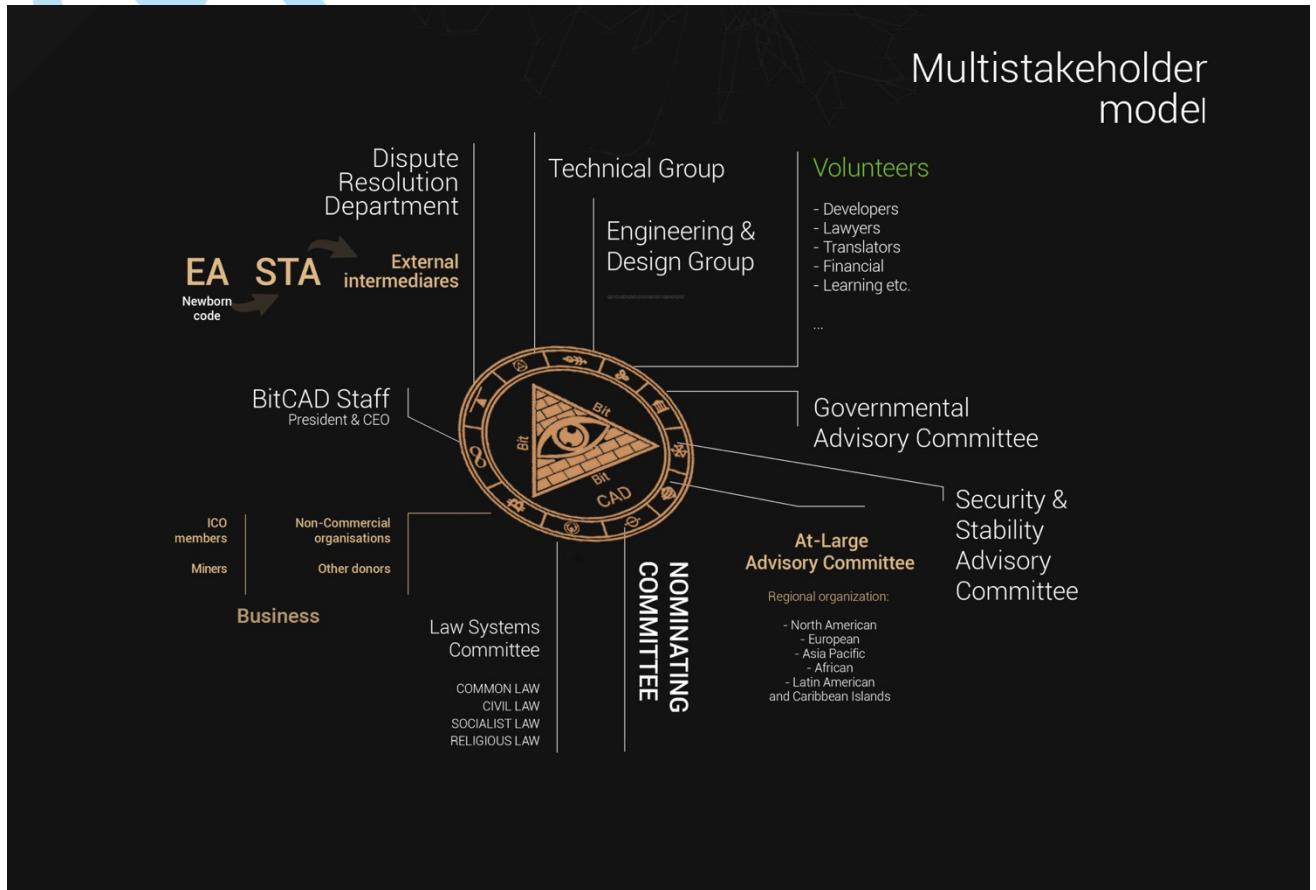 Multistakeholder
model
Dispute
Resolution
Department
EA
STA
External
intermediares
Newborn
code
Technical Group
Engineering &
Design Group
Volunteers
- Developers
- Lawyers
- Translators
- Financial
- Learning etc.
...
BitCAD Staff
President & CEO
Bit
Bit
Bit
CAD
Governmental
Advisory Committee
Security &
Stability
Advisory
Committee
ICO
members
Miners
Non-Commercial
organisations
Other donors
Business
Law Systems
Committee
COMMON LAW
CIVIL LAW
SOCIALIST LAW
RELIGIOUS LAW
NOMINATING
COMMITTEE
At-Large
Advisory Committee
Regional organization:
- North American
- European
- Asia Pacific
- African
- Latin American
and Caribbean Islands